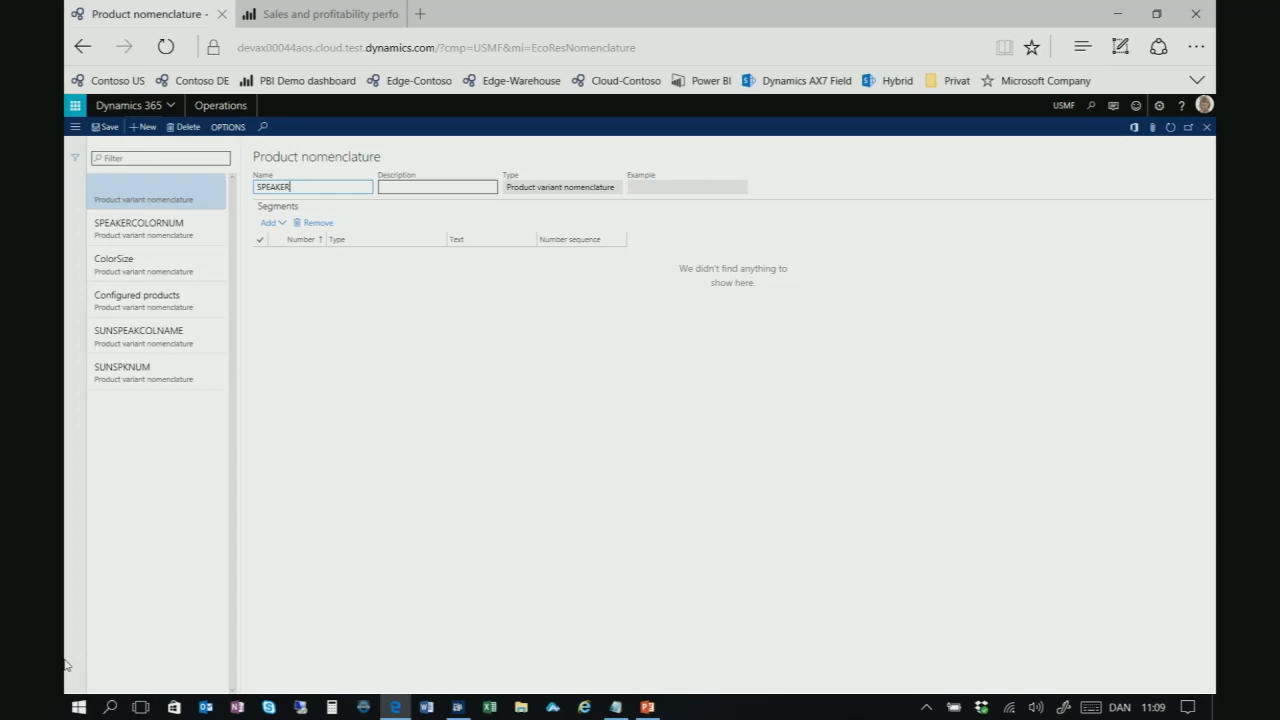 Product nomenclature -
Sales and profitability perfo
devax00044aos.cloud.test.dynamics.com/?cmp=USMF&mi=EcoResNomenclature
Contoso US Contoso DE PBI Demo dashboard Edge-Contoso Edge-Warehouse Cloud-Contoso Power BI Dynamics AX7 Field Hybrid Privat Microsoft Company
Dynamics 365 Operations USMF ?
Save + New Delete OPTIONS
Filter
Product variant nomenclature
SPEAKERCOLORNUM
Product variant nomenclature
ColorSize
Product variant nomenclature
Configured products
Product variant nomenclature
SUNSPEAKCOLNAME
Product variant nomenclature
SUNSPKNUM
Product variant nomenclature
Product nomenclature
Name Description Type Example
SPEAKER Product variant nomenclature
Segments
Add Remove
Number Type Text Number sequence
We didn't find anything to
show here.
DAN 11:09